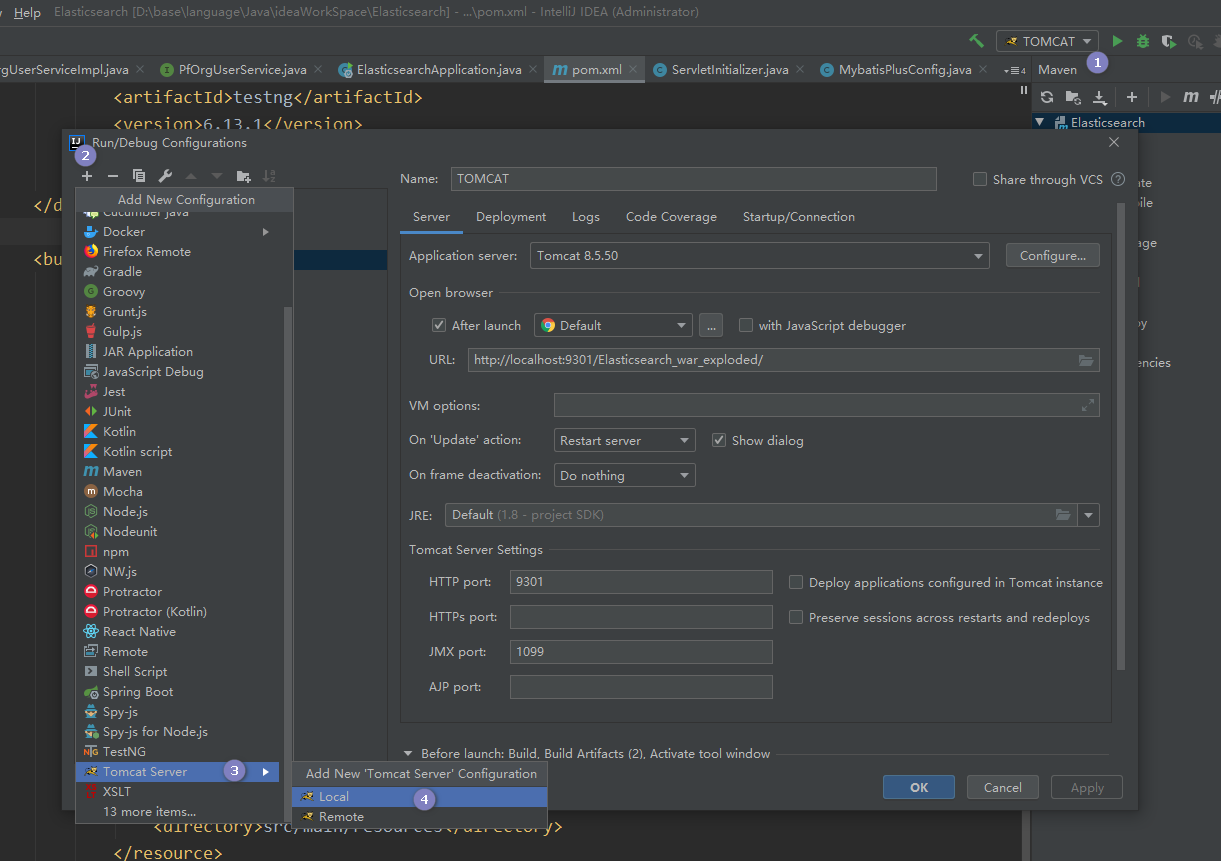 Help Elasticsearch [D:\base\language\Java\ideaWorkSpace\Elasticsearch] - ...\pom.xml - IntelliJ IDEA (Administrator)
TOMCAT
gUserServiceImpl.java PfOrgUserService.java ElasticsearchApplication.java pom.xml ServletInitializer.java MybatisPlusConfig.java 4 Maven 1
<artifactId>testng</artifactId>
<version>6.13.1</version>
Elasticsearch
Run/Debug Configurations
2
Add New Configuration
Cucumber java
Docker
Firefox Remote
Gradle
Groovy
Grunt.js
Gulp.js
JAR Application
JavaScript Debug
Jest
JUnit
Kotlin
Kotlin script
Maven
Mocha
Node.js
Nodeunit
npm
NW.js
Protractor
Protractor (Kotlin)
React Native
Remote
Shell Script
Spring Boot
Spy-js
Spy-js for Node.js
TestNG
Tomcat Server 3
XSLT
13 more items...
Add New 'Tomcat Server' Configuration
Local 4
Remote
Name: TOMCAT Share through VCS ?
Server Deployment Logs Code Coverage Startup/Connection
Application server: Tomcat 8.5.50 Configure...
Open browser
After launch Default ... with JavaScript debugger
URL: http://localhost:9301/Elasticsearch_war_exploded/
VM options:
On 'Update' action: Restart server Show dialog
On frame deactivation: Do nothing
JRE: Default (1.8 - project SDK)
Tomcat Server Settings
HTTP port: 9301 Deploy applications configured in Tomcat instance
HTTPs port: Preserve sessions across restarts and redeploys
JMX port: 1099
AJP port:
Before launch: Build, Build Artifacts (2), Activate tool window
OK Cancel Apply
</d
<bu
<directory>src/main/resources</directory>
</resource>